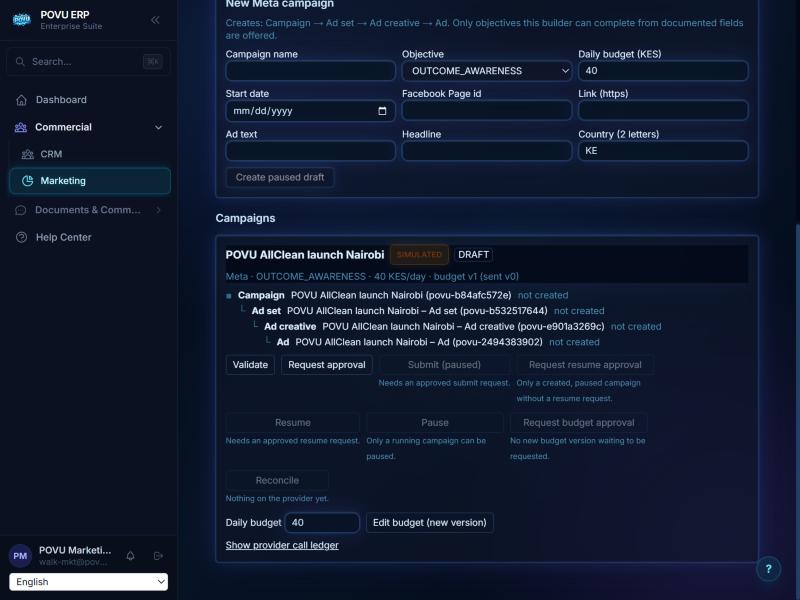 POVU ERP
Enterprise Suite
Search...
⌘K
Dashboard
Commercial
CRM
Marketing
Documents & Comm...
Help Center
PM
POVU Marketi...
walk-mkt@pov...
English
New Meta campaign
Creates: Campaign → Ad set → Ad creative → Ad. Only objectives this builder can complete from documented fields
are offered.
Campaign name
Objective
Daily budget (KES)
OUTCOME_AWARENESS
40
Start date
Facebook Page id
Link (https)
mm/dd/yyyy
Ad text
Headline
Country (2 letters)
KE
Create paused draft
Campaigns
POVU AllClean launch Nairobi SIMULATED DRAFT
Meta · OUTCOME_AWARENESS · 40 KES/day · budget v1 (sent v0)
Campaign POVU AllClean launch Nairobi (povu-b84afc572e) not created
└ Ad set POVU AllClean launch Nairobi – Ad set (povu-b532517644) not created
└ Ad creative POVU AllClean launch Nairobi – Ad creative (povu-e901a3269c) not created
└ Ad POVU AllClean launch Nairobi – Ad (povu-2494383902) not created
Validate
Request approval
Submit (paused)
Needs an approved submit request.
Request resume approval
Only a created, paused campaign
without a resume request.
Resume
Needs an approved resume request.
Pause
Only a running campaign can be
paused.
Request budget approval
No new budget version waiting to be
requested.
Reconcile
Nothing on the provider yet.
Daily budget 40 Edit budget (new version)
Show provider call ledger
?